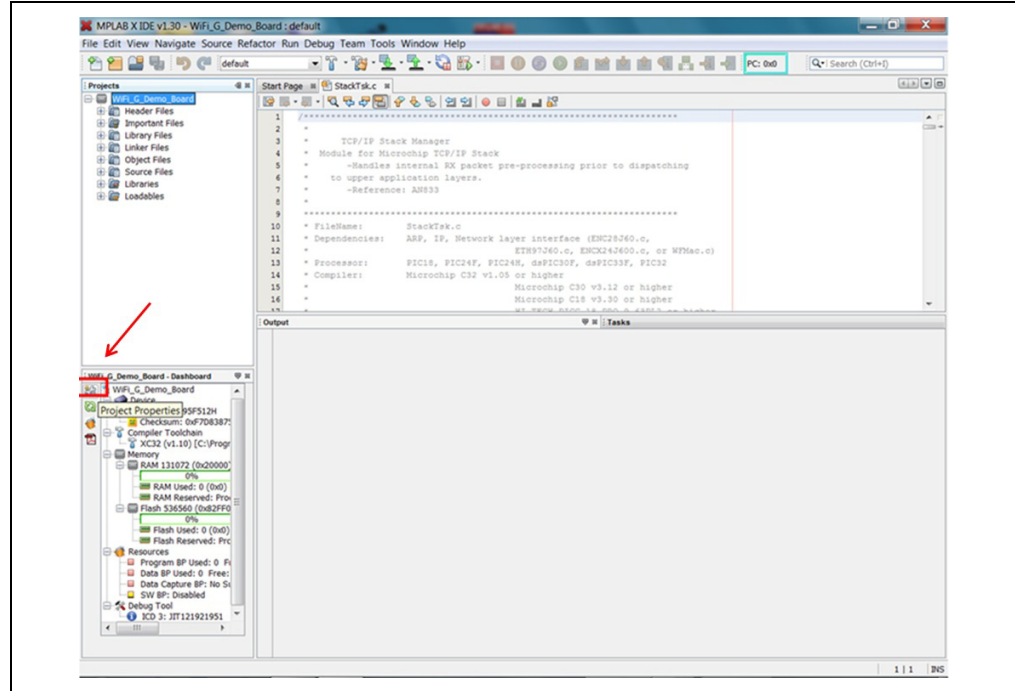 MPLAB X IDE v1.30 - WiFi_G_Demo_Board : default
File Edit View Navigate Source Refactor Run Debug Team Tools Window Help
default
PC: 0x0
Search (Ctrl+I)
Projects
WiFi_G_Demo_Board
Header Files
Important Files
Library Files
Linker Files
Object Files
Source Files
Libraries
Loadables
Start Page
StackTsk.c
1 /*********************************************************************
2 *
3 * TCP/IP Stack Manager
4 * Module for Microchip TCP/IP Stack
5 * -Handles internal RX packet pre-processing prior to dispatching
6 * to upper application layers.
7 * -Reference: AN833
8 *
9 *********************************************************************
10 * FileName: StackTsk.c
11 * Dependencies: ARP, IP, Network layer interface (ENC28J60.c,
12 * ETH97J60.c, ENCX24J600.c, or WFMac.c)
13 * Processor: PIC18, PIC24F, PIC24H, dsPIC30F, dsPIC33F, PIC32
14 * Compiler: Microchip C32 v1.05 or higher
15 * Microchip C30 v3.12 or higher
16 * Microchip C18 v3.30 or higher
17
Output
Tasks
WiFi_G_Demo_Board - Dashboard
WiFi_G_Demo_Board
Device
Project Properties
95F512H
Checksum: 0xF7D8387
Compiler Toolchain
XC32 (v1.10) [C:\Progr
Memory
RAM 131072 (0x20000)
0%
RAM Used: 0 (0x0)
RAM Reserved: Pro
Flash 536560 (0x82FF0
0%
Flash Used: 0 (0x0)
Flash Reserved: Prc
Resources
Program BP Used: 0 F
Data BP Used: 0 Free:
Data Capture BP: No Su
SW BP: Disabled
Debug Tool
ICD 3: JIT121921951
1 | 1 INS